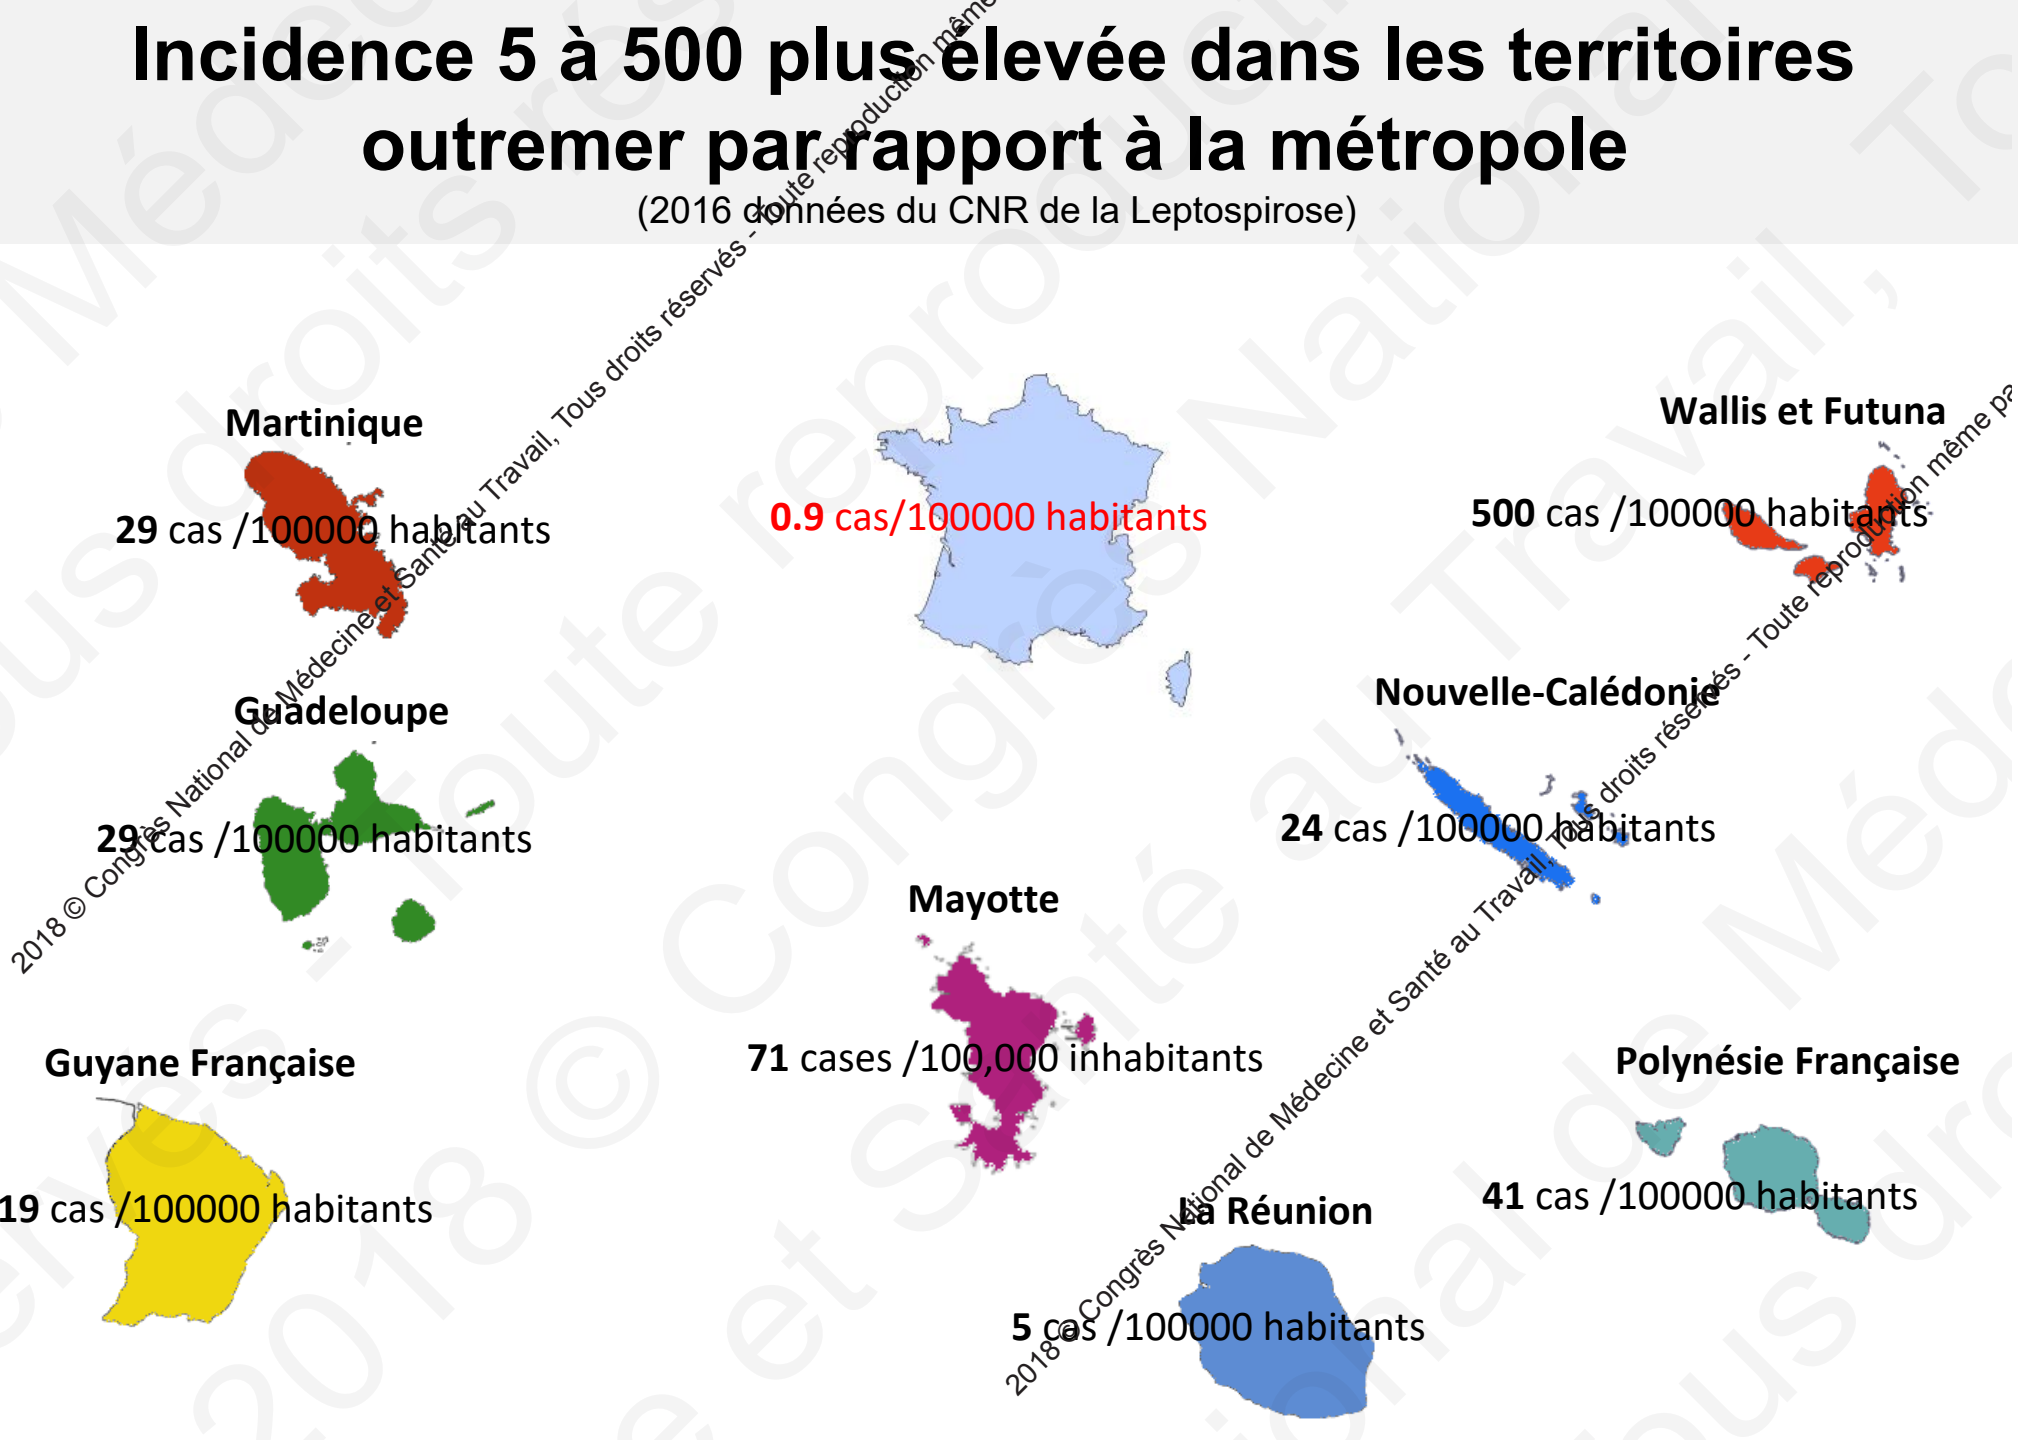 Incidence 5 à 500 plus élevée dans les territoires
outremer par rapport à la métropole
(2016 données du CNR de la Leptospirose)
Martinique
29 cas /100000 habitants
0.9 cas/100000 habitants
Wallis et Futuna
500 cas /100000 habitants
Guadeloupe
29 cas /100000 habitants
Nouvelle-Calédonie
24 cas /100000 habitants
Mayotte
71 cases /100,000 inhabitants
Guyane Française
19 cas /100000 habitants
La Réunion
5 cas /100000 habitants
Polynésie Française
41 cas /100000 habitants
2018 © Congrès National de Médecine et Santé au Travail, Tous droits réservés - Toute reproduction même
2018 © Congrès National de Médecine et Santé au Travail, Tous droits réservés - Toute reproduction même pa